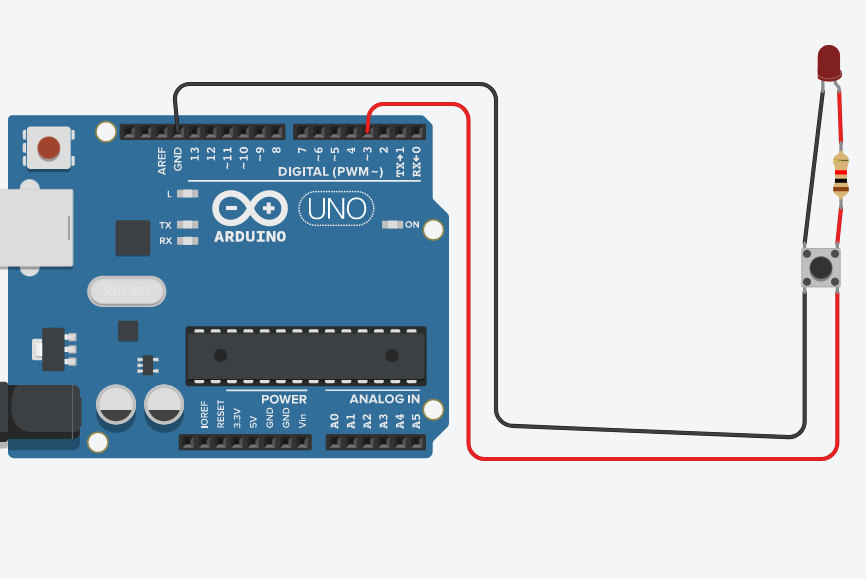 AREF
GND
13
12
~11
~10
~9
8
7
~6
~5
4
~3
2
TX→1
RX←0
DIGITAL (PWM~)
L
TX
RX
ARDUINO
UNO
ON
SPK16.000G
POWER
ANALOG IN
IOREF
RESET
3.3V
5V
GND
GND
Vin
A0
A1
A2
A3
A4
A5